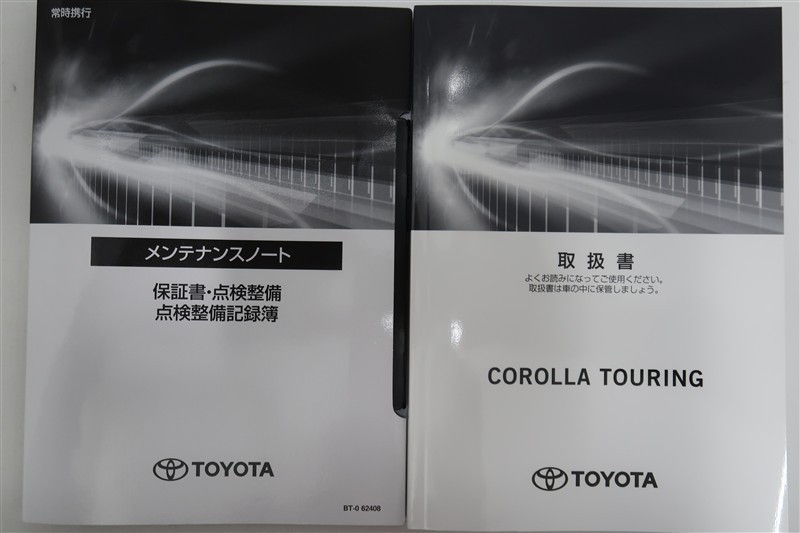 常時携行
メンテナンスノート
保証書・点検整備
点検整備記録簿
TOYOTA
BT-0 62408
取扱書
よくお読みになってご使用ください。
取扱書は車の中に保管しましょう。
COROLLA TOURING
TOYOTA